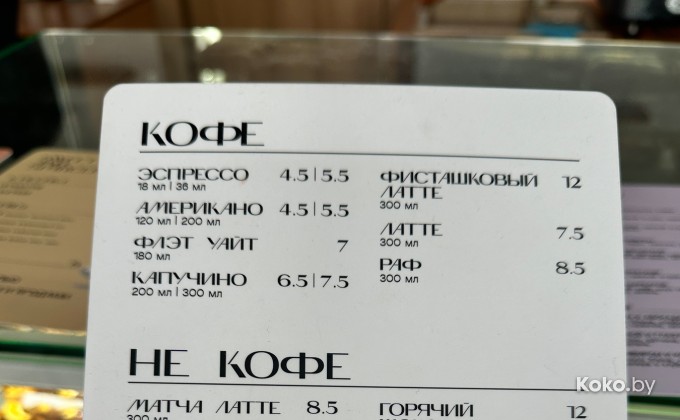 КОФЕ
ЭСПРЕССО 4.5 | 5.5
18 мл | 36 мл
АМЕРИКАНО 4.5 | 5.5
120 мл | 200 мл
ФЛЭТ УАЙТ 7
180 мл
КАПУЧИНО 6.5 | 7.5
200 мл | 300 мл
ФИСТАШКОВЫЙ 12
ЛАТТЕ
300 мл
ЛАТТЕ 7.5
300 мл
РАФ 8.5
300 мл
НЕ КОФЕ
МАТЧА ЛАТТЕ 8.5
300 мл
ГОРЯЧИЙ 12
Koko.by